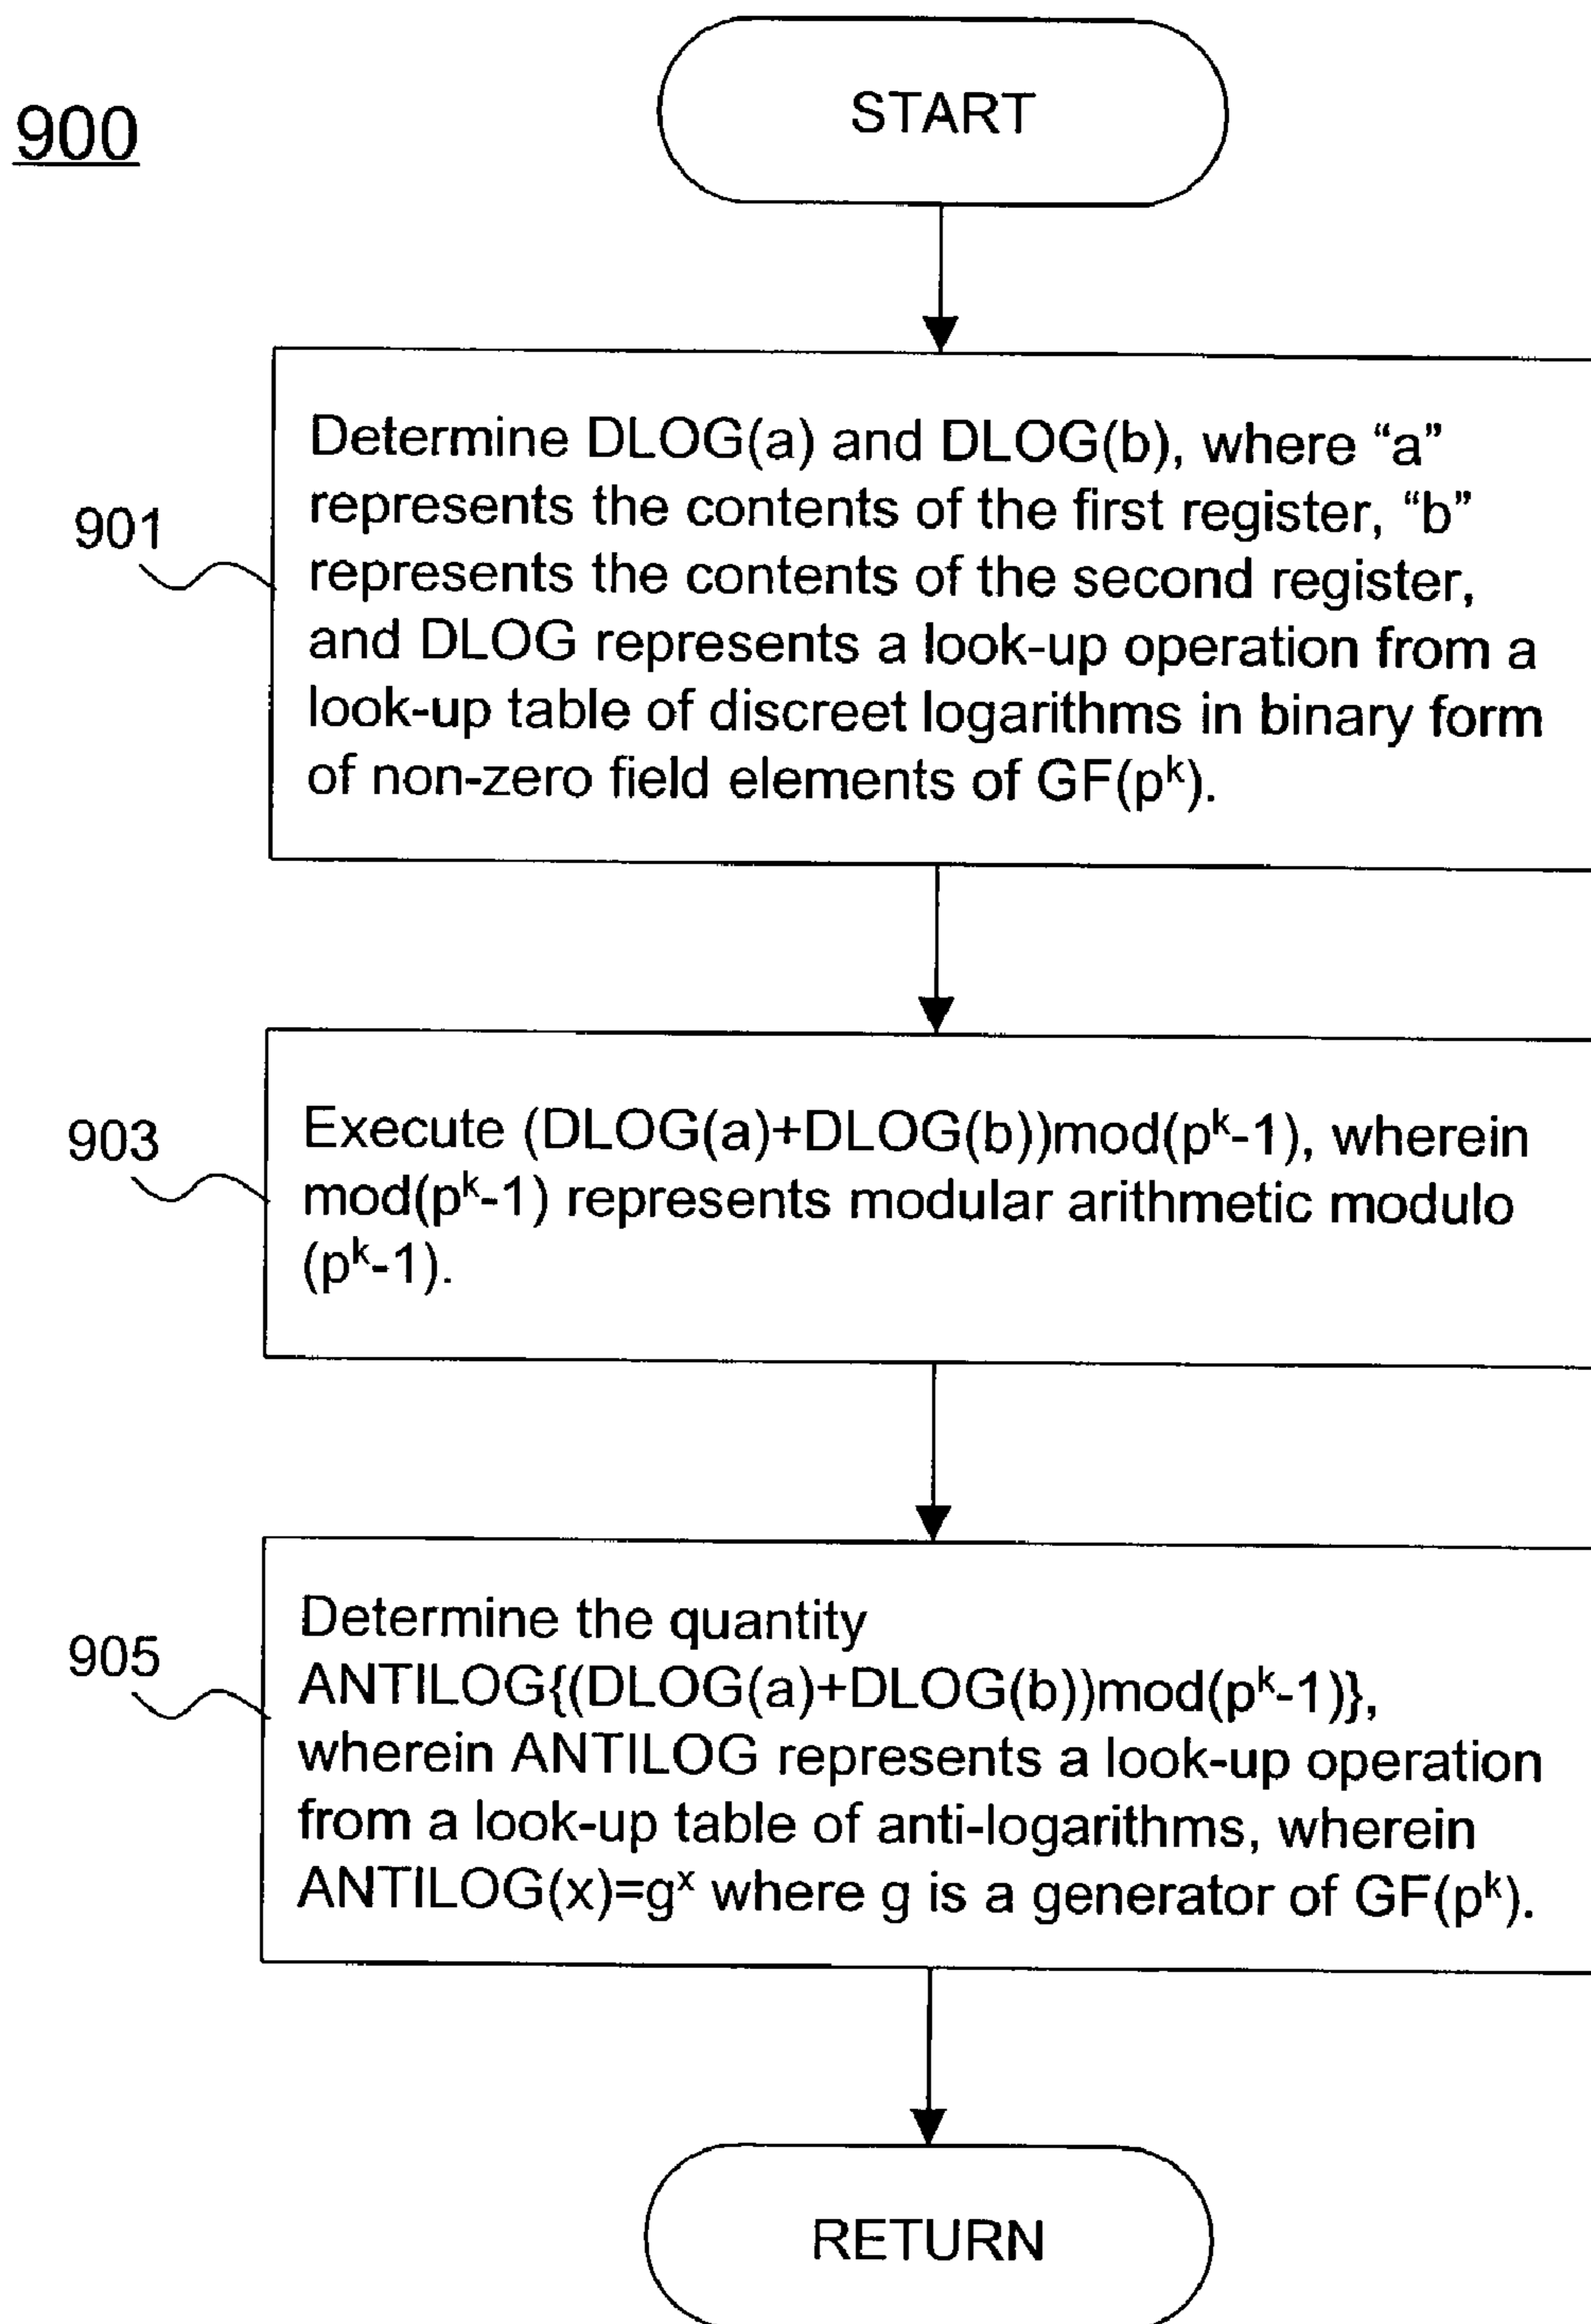 900
START
901
Determine DLOG(a) and DLOG(b), where “a”
represents the contents of the first register, “b”
represents the contents of the second register,
and DLOG represents a look-up operation from a
look-up table of discreet logarithms in binary form
of non-zero field elements of GF(pᵏ).
903
Execute (DLOG(a)+DLOG(b))mod(pᵏ-1), wherein
mod(pᵏ-1) represents modular arithmetic modulo
(pᵏ-1).
905
Determine the quantity
ANTILOG{(DLOG(a)+DLOG(b))mod(pᵏ-1)},
wherein ANTILOG represents a look-up operation
from a look-up table of anti-logarithms, wherein
ANTILOG(x)=gˣ where g is a generator of GF(pᵏ).
RETURN